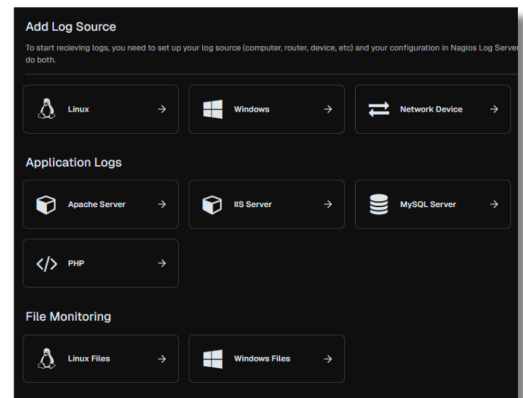 Add Log Source
To start recieving logs, you need to set up your log source (computer, router, device, etc) and your configuration in Nagios Log Server
do both.
Linux
Windows
Network Device
Application Logs
Apache Server
IIS Server
MySQL Server
PHP
File Monitoring
Linux Files
Windows Files